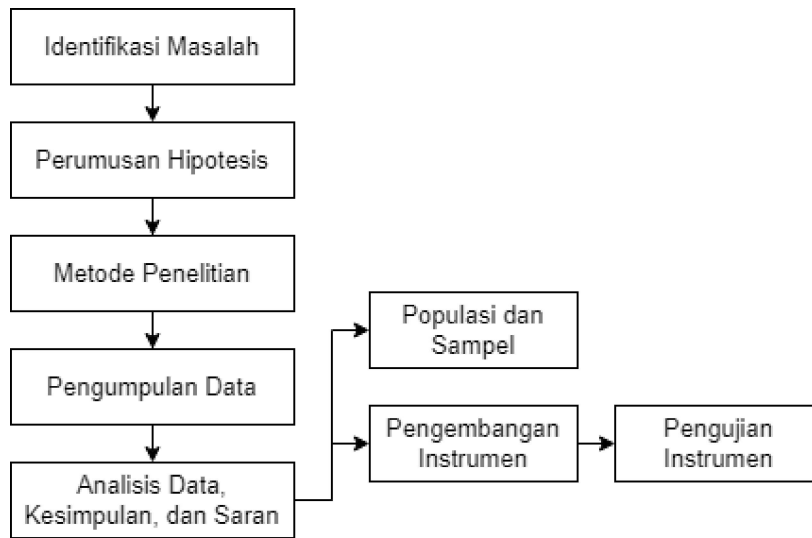 Identifikasi Masalah
Perumusan Hipotesis
Metode Penelitian
Pengumpulan Data
Analisis Data,
Kesimpulan, dan Saran
Populasi dan
Sampel
Pengembangan
Instrumen
Pengujian
Instrumen